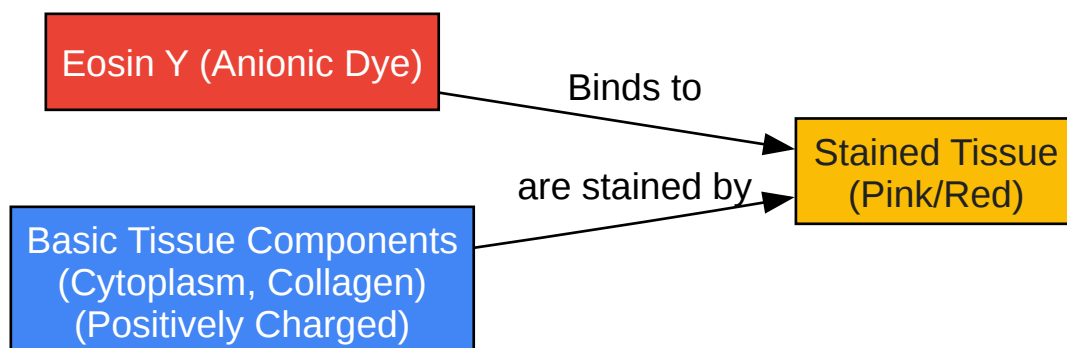 Eosin Y (Anionic Dye)
Binds to
Stained Tissue
(Pink/Red)
are stained by
Basic Tissue Components
(Cytoplasm, Collagen)
(Positively Charged)